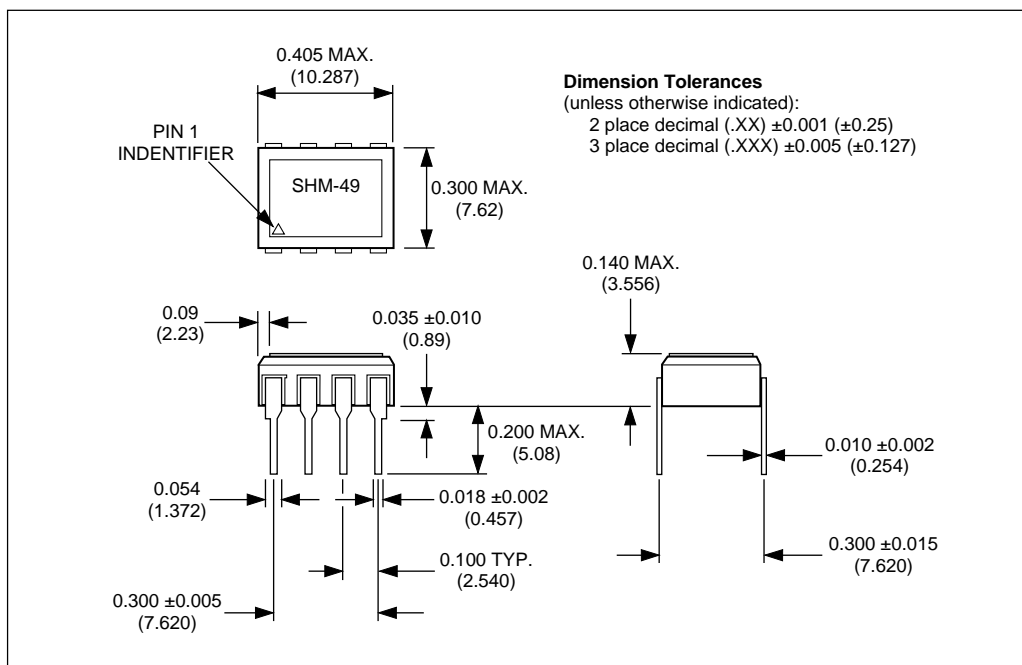 0.405 MAX.
(10.287)
Dimension Tolerances
(unless otherwise indicated):
2 place decimal (.XX) ±0.001 (±0.25)
3 place decimal (.XXX) ±0.005 (±0.127)
PIN 1
INDENTIFIER
SHM-49
0.300 MAX.
(7.62)
0.140 MAX.
(3.556)
0.09
(2.23)
0.035 ±0.010
(0.89)
0.200 MAX.
(5.08)
0.010 ±0.002
(0.254)
0.054
(1.372)
0.018 ±0.002
(0.457)
0.100 TYP.
(2.540)
0.300 ±0.015
(7.620)
0.300 ±0.005
(7.620)